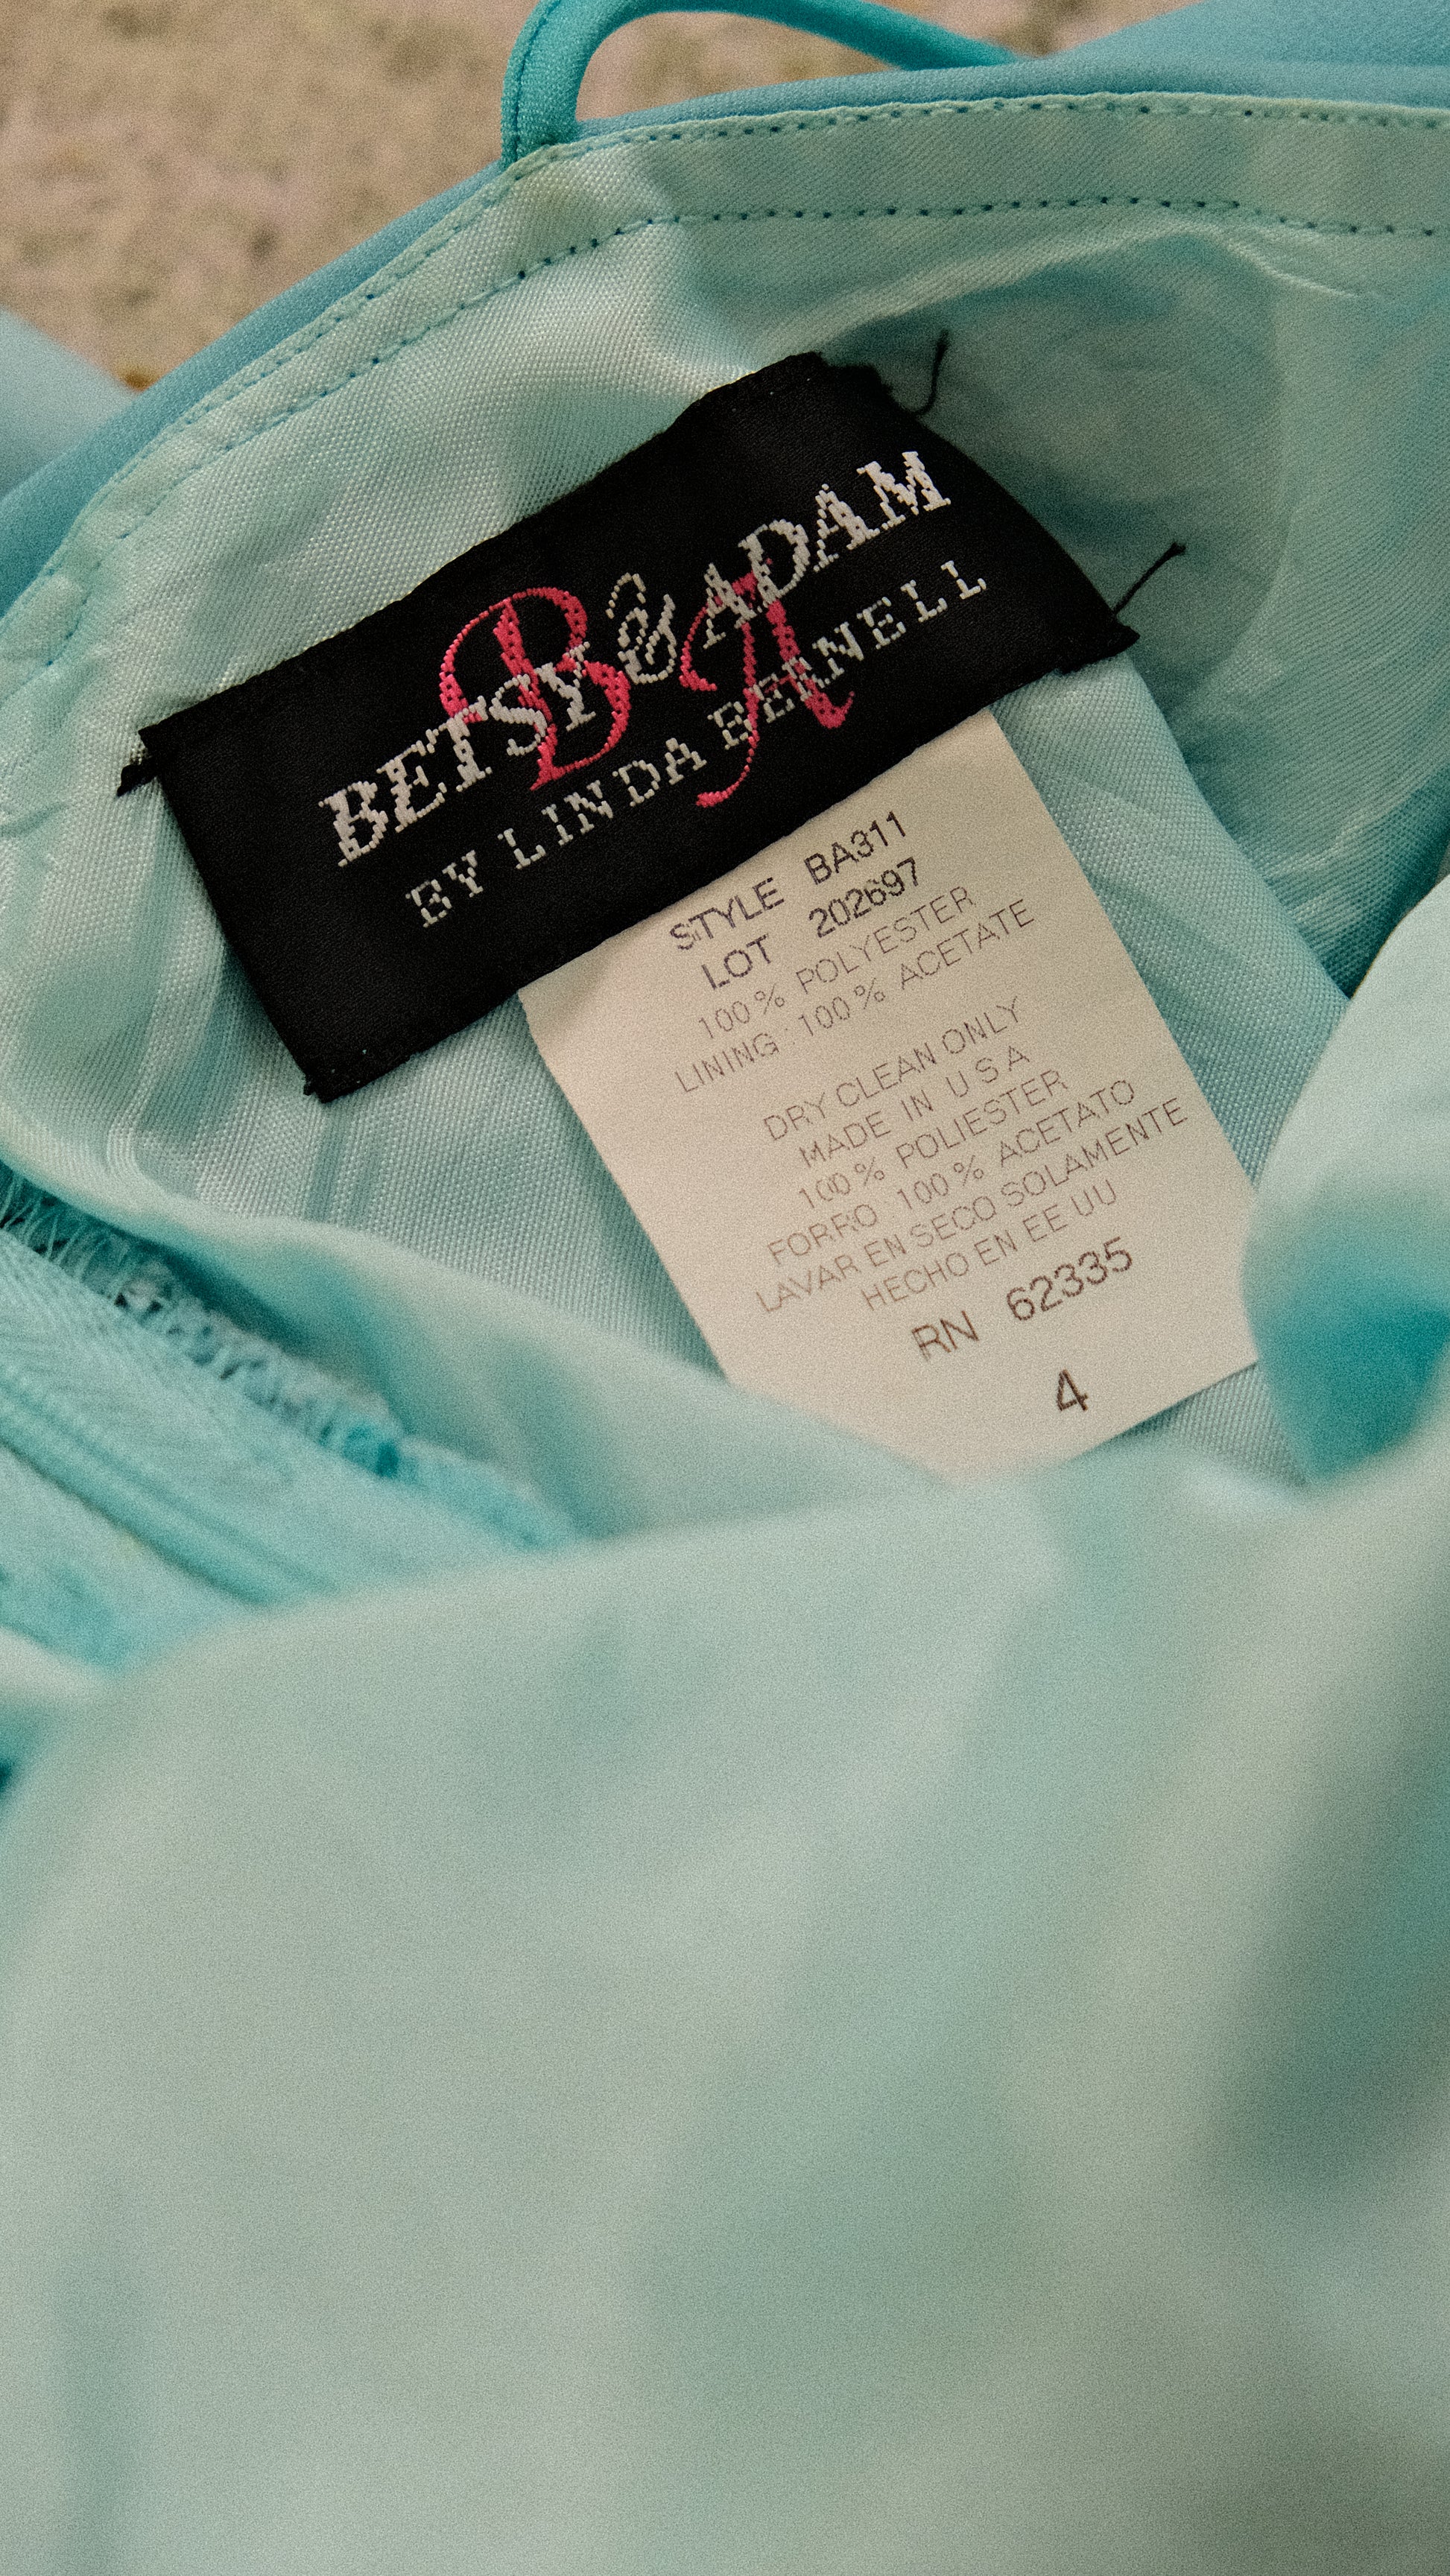 B A
BETSY & ADAM
BY LINDA BERNELL
STYLE BA311
LOT 202697
100% POLYESTER
LINING : 100% ACETATE
DRY CLEAN ONLY
MADE IN U S A
100% POLIESTER
FORRO : 100% ACETATO
LAVAR EN SECO SOLAMENTE
HECHO EN EE UU
RN 62335
4